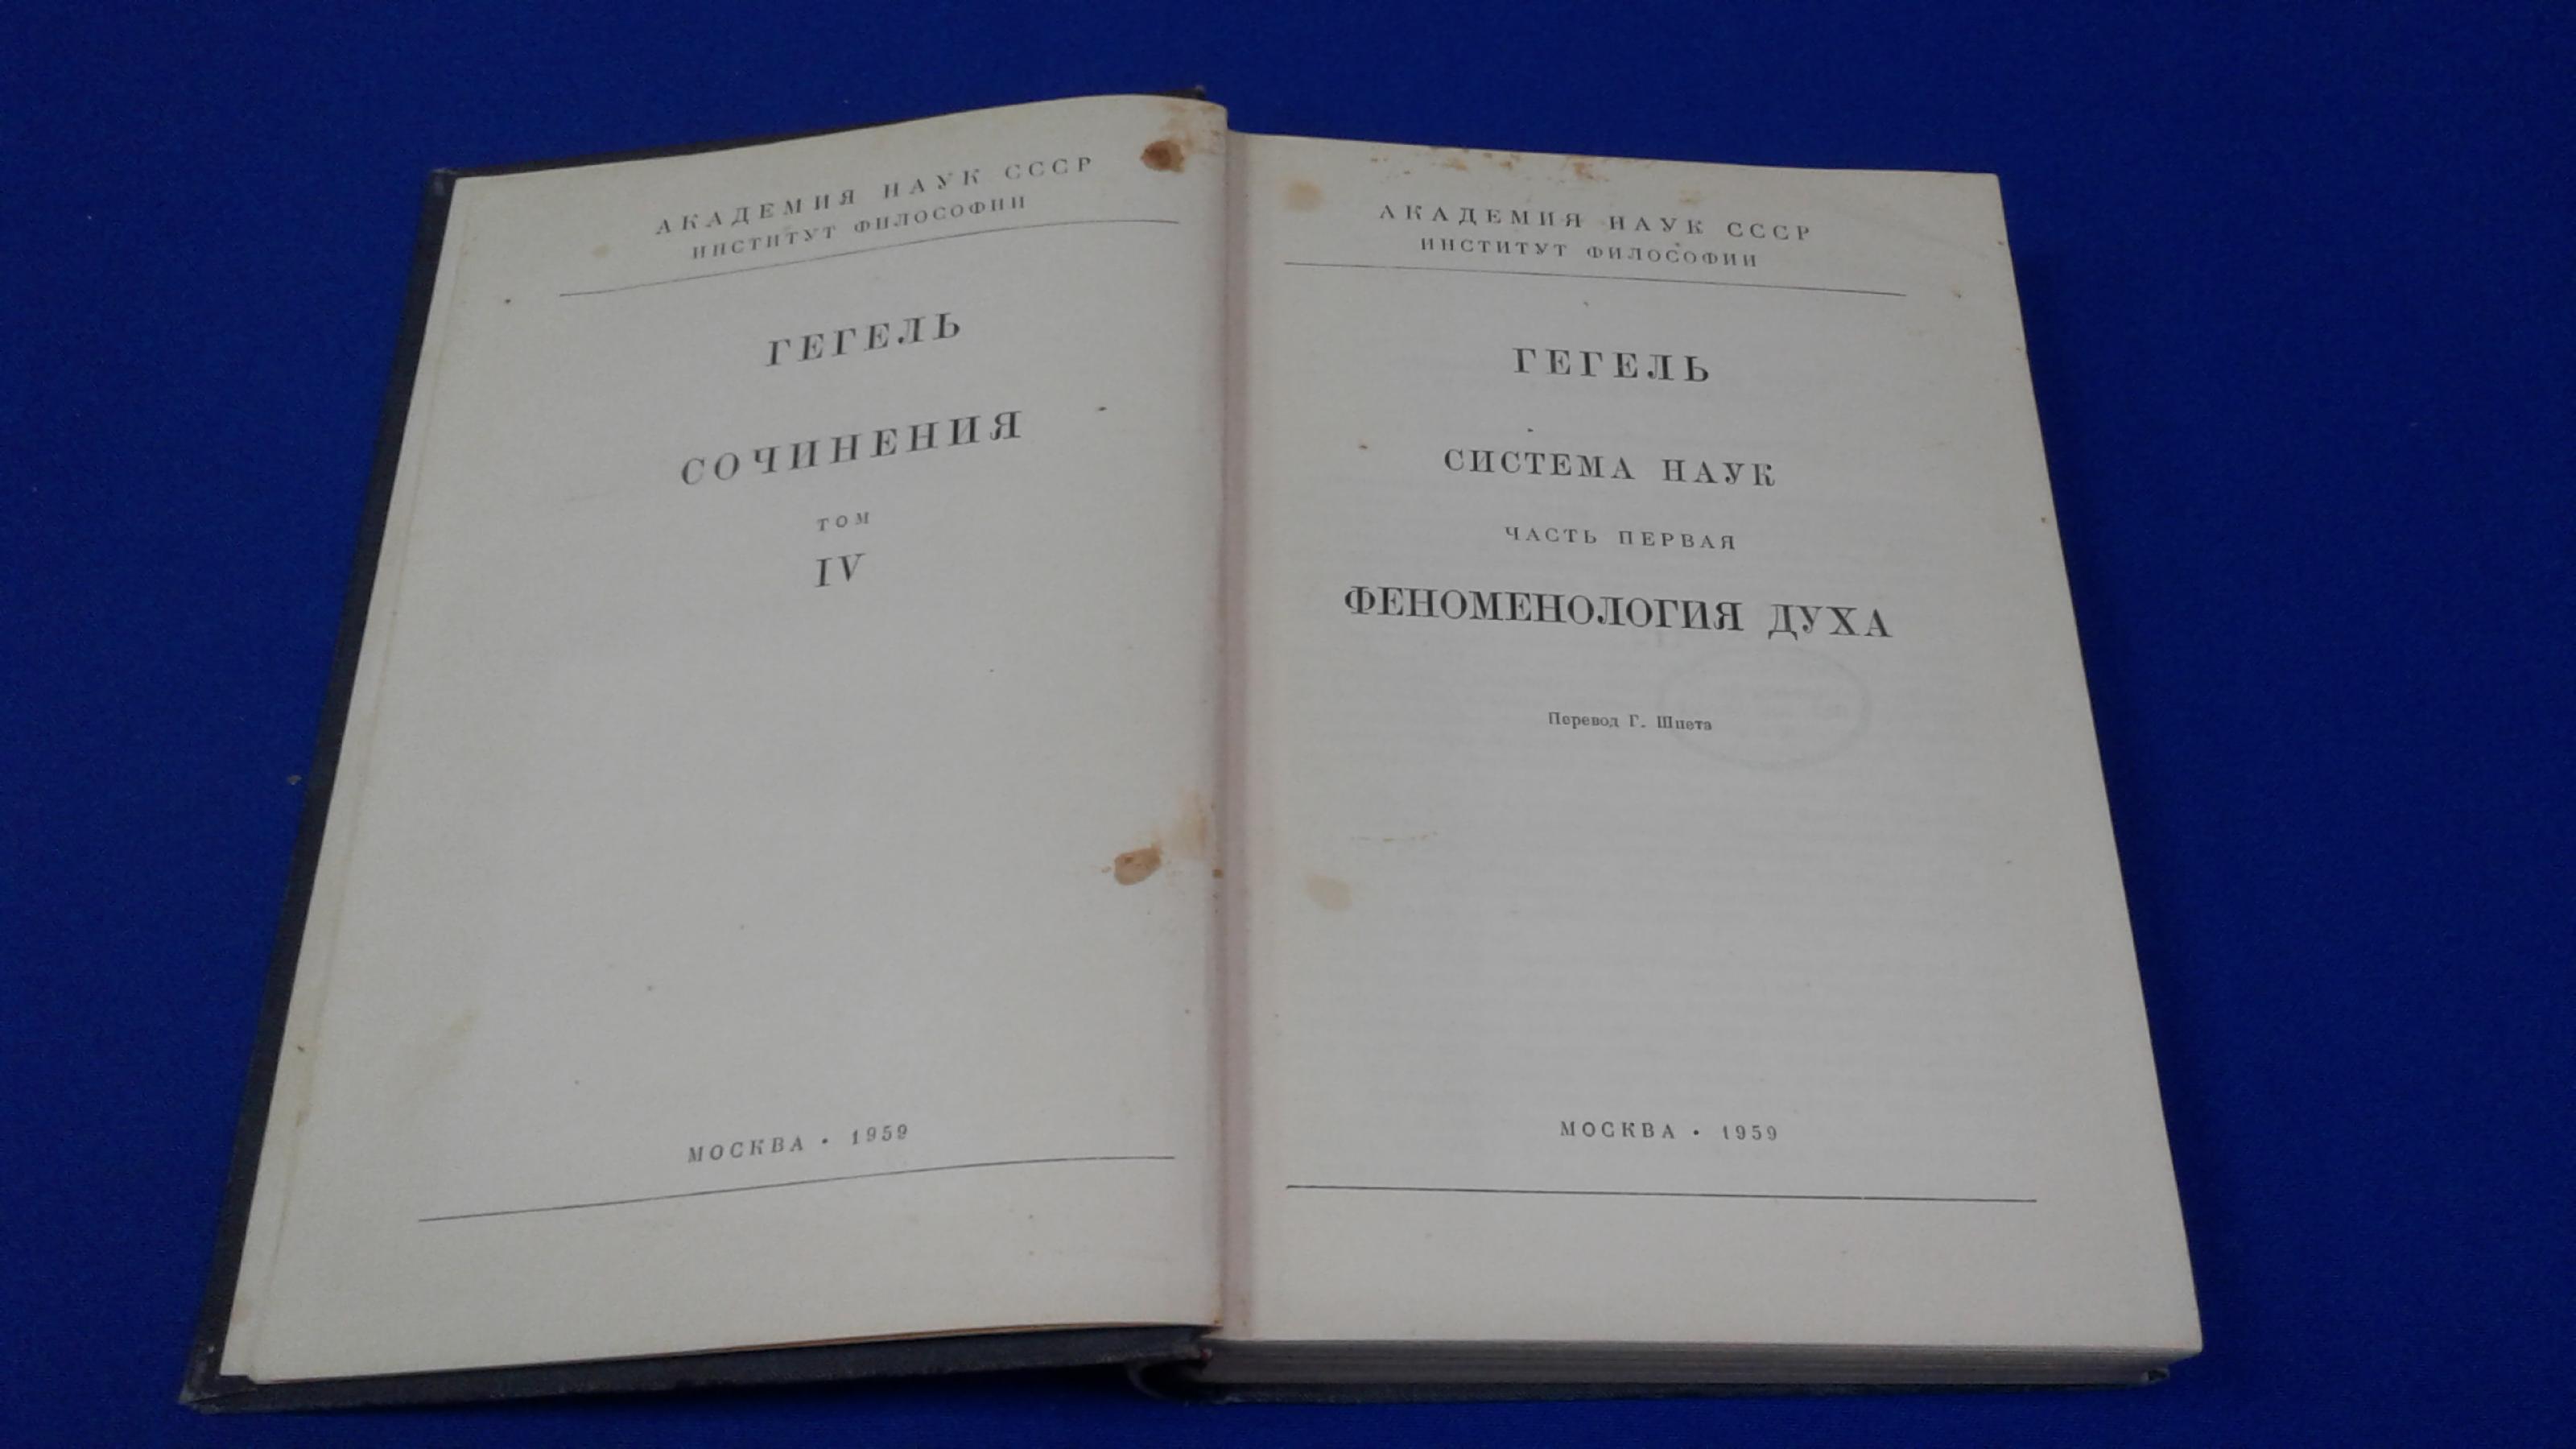 АКАДЕМИЯ НАУК СССР
ИНСТИТУТ ФИЛОСОФИИ
ГЕГЕЛЬ
СОЧИНЕНИЯ
ТОМ
IV
МОСКВА • 1959
АКАДЕМИЯ НАУК СССР
ИНСТИТУТ ФИЛОСОФИИ
ГЕГЕЛЬ
СИСТЕМА НАУК
ЧАСТЬ ПЕРВАЯ
ФЕНОМЕНОЛОГИЯ ДУХА
Перевод Г. Шпета
МОСКВА • 1959